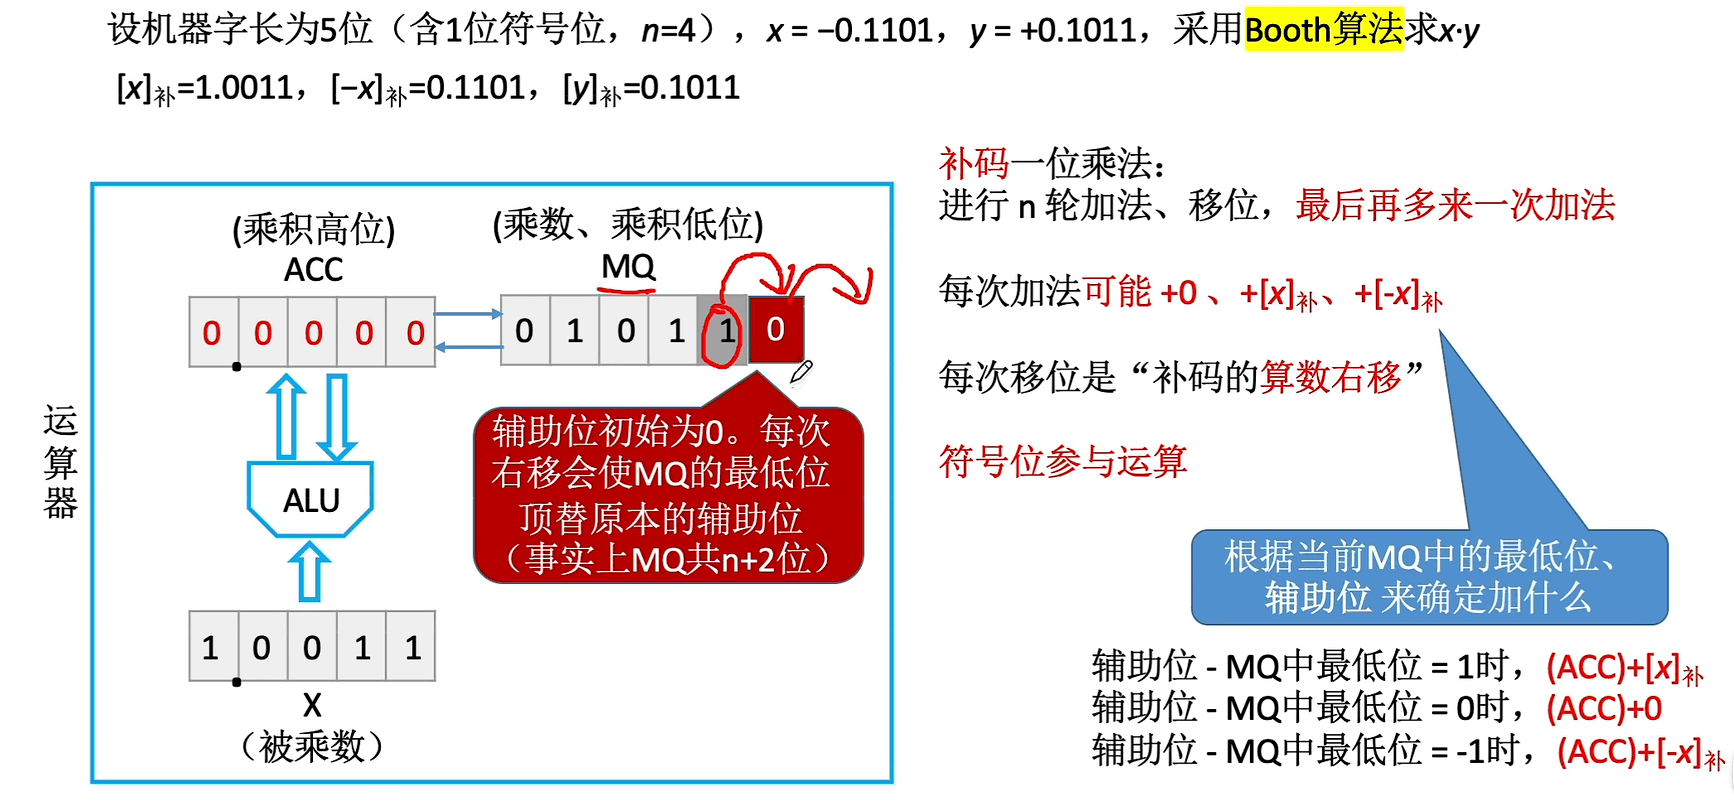 设机器字长为5位（含1位符号位，n=4），x = −0.1101，y = +0.1011，采用Booth算法求x·y
[x]补=1.0011，[−x]补=0.1101，[y]补=0.1011
补码一位乘法：
进行 n 轮加法、移位，最后再多来一次加法
每次加法可能 +0 、+[x]补、+[-x]补
每次移位是“补码的算数右移”
符号位参与运算
根据当前MQ中的最低位、
辅助位 来确定加什么
辅助位 - MQ中最低位 = 1时，(ACC)+[x]补
辅助位 - MQ中最低位 = 0时，(ACC)+0
辅助位 - MQ中最低位 = -1时，(ACC)+[-x]补
运算器
(乘积高位)
ACC
0 0 0 0 0
(乘数、乘积低位)
MQ
0 1 0 1 1 0
辅助位初始为0。每次
右移会使MQ的最低位
顶替原本的辅助位
（事实上MQ共n+2位）
ALU
1 0 0 1 1
X
（被乘数）